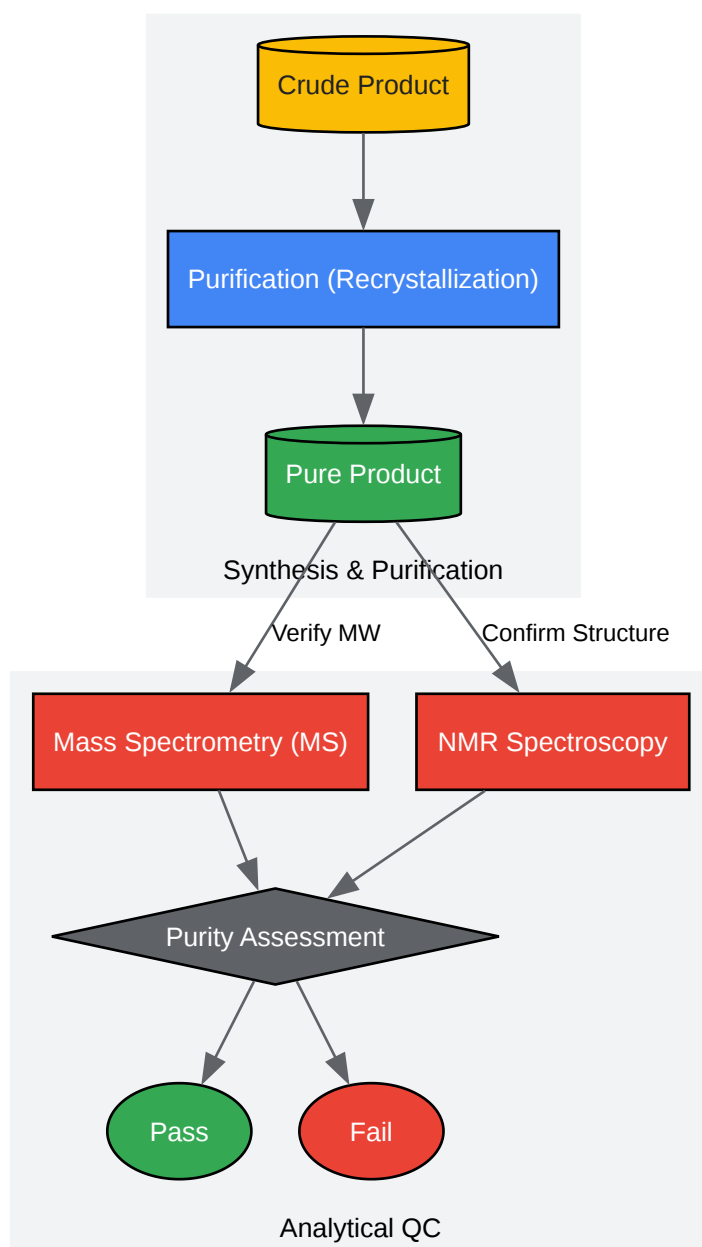 Crude Product
Purification (Recrystallization)
Pure Product
Synthesis & Purification
Verify MW
Confirm Structure
Mass Spectrometry (MS)
NMR Spectroscopy
Purity Assessment
Pass
Fail
Analytical QC